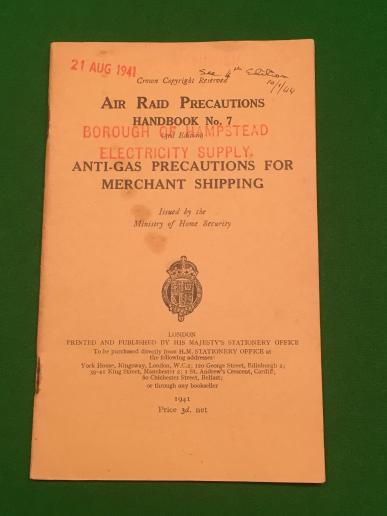 21 AUG 1941
See 4th Edition
10/1/44
Crown Copyright Reserved
AIR RAID PRECAUTIONS
HANDBOOK No. 7
(3rd Edition)
BOROUGH OF HAMPSTEAD
ELECTRICITY SUPPLY.
ANTI-GAS PRECAUTIONS FOR
MERCHANT SHIPPING
Issued by the
Ministry of Home Security
LONDON
PRINTED AND PUBLISHED BY HIS MAJESTY'S STATIONERY OFFICE
To be purchased directly from H.M. STATIONERY OFFICE at
the following addresses:
York House, Kingsway, London, W.C.2; 120 George Street, Edinburgh 2;
39-41 King Street, Manchester 2; 1 St. Andrew's Crescent, Cardiff;
80 Chichester Street, Belfast;
or through any bookseller
1941
Price 3d. net